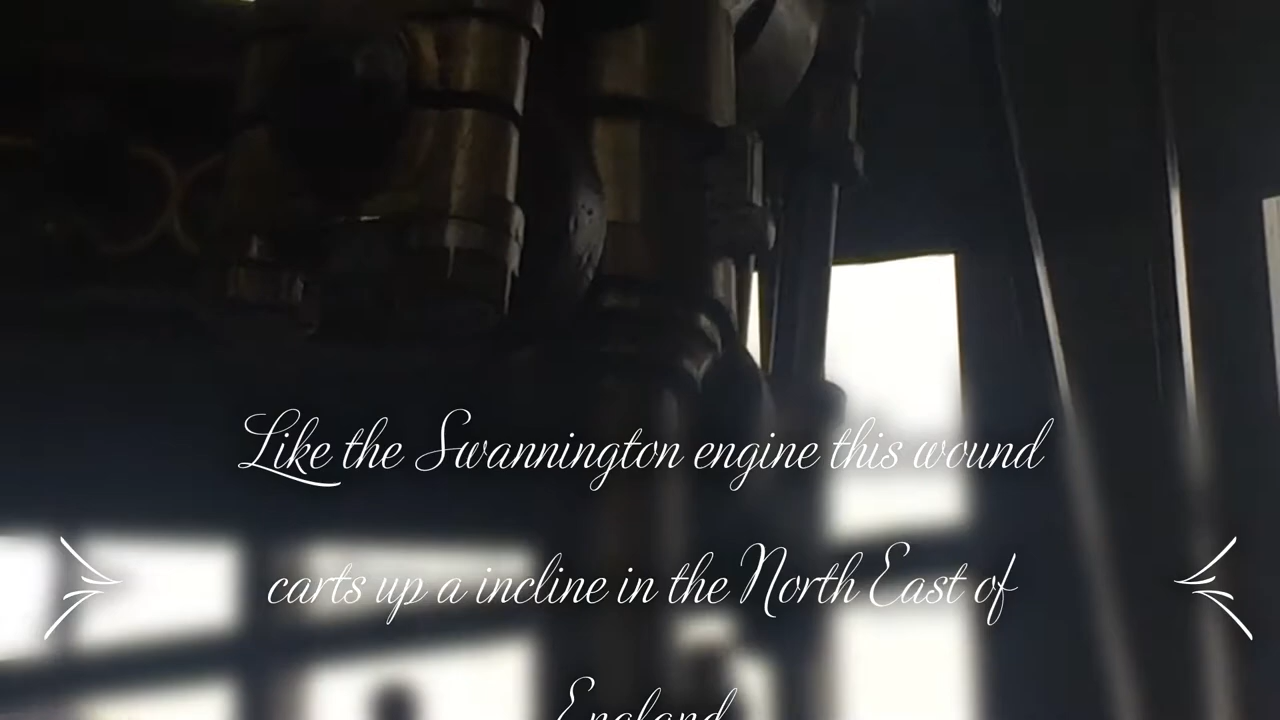 Like the Swannington engine this wound
carts up a incline in the North East of
England